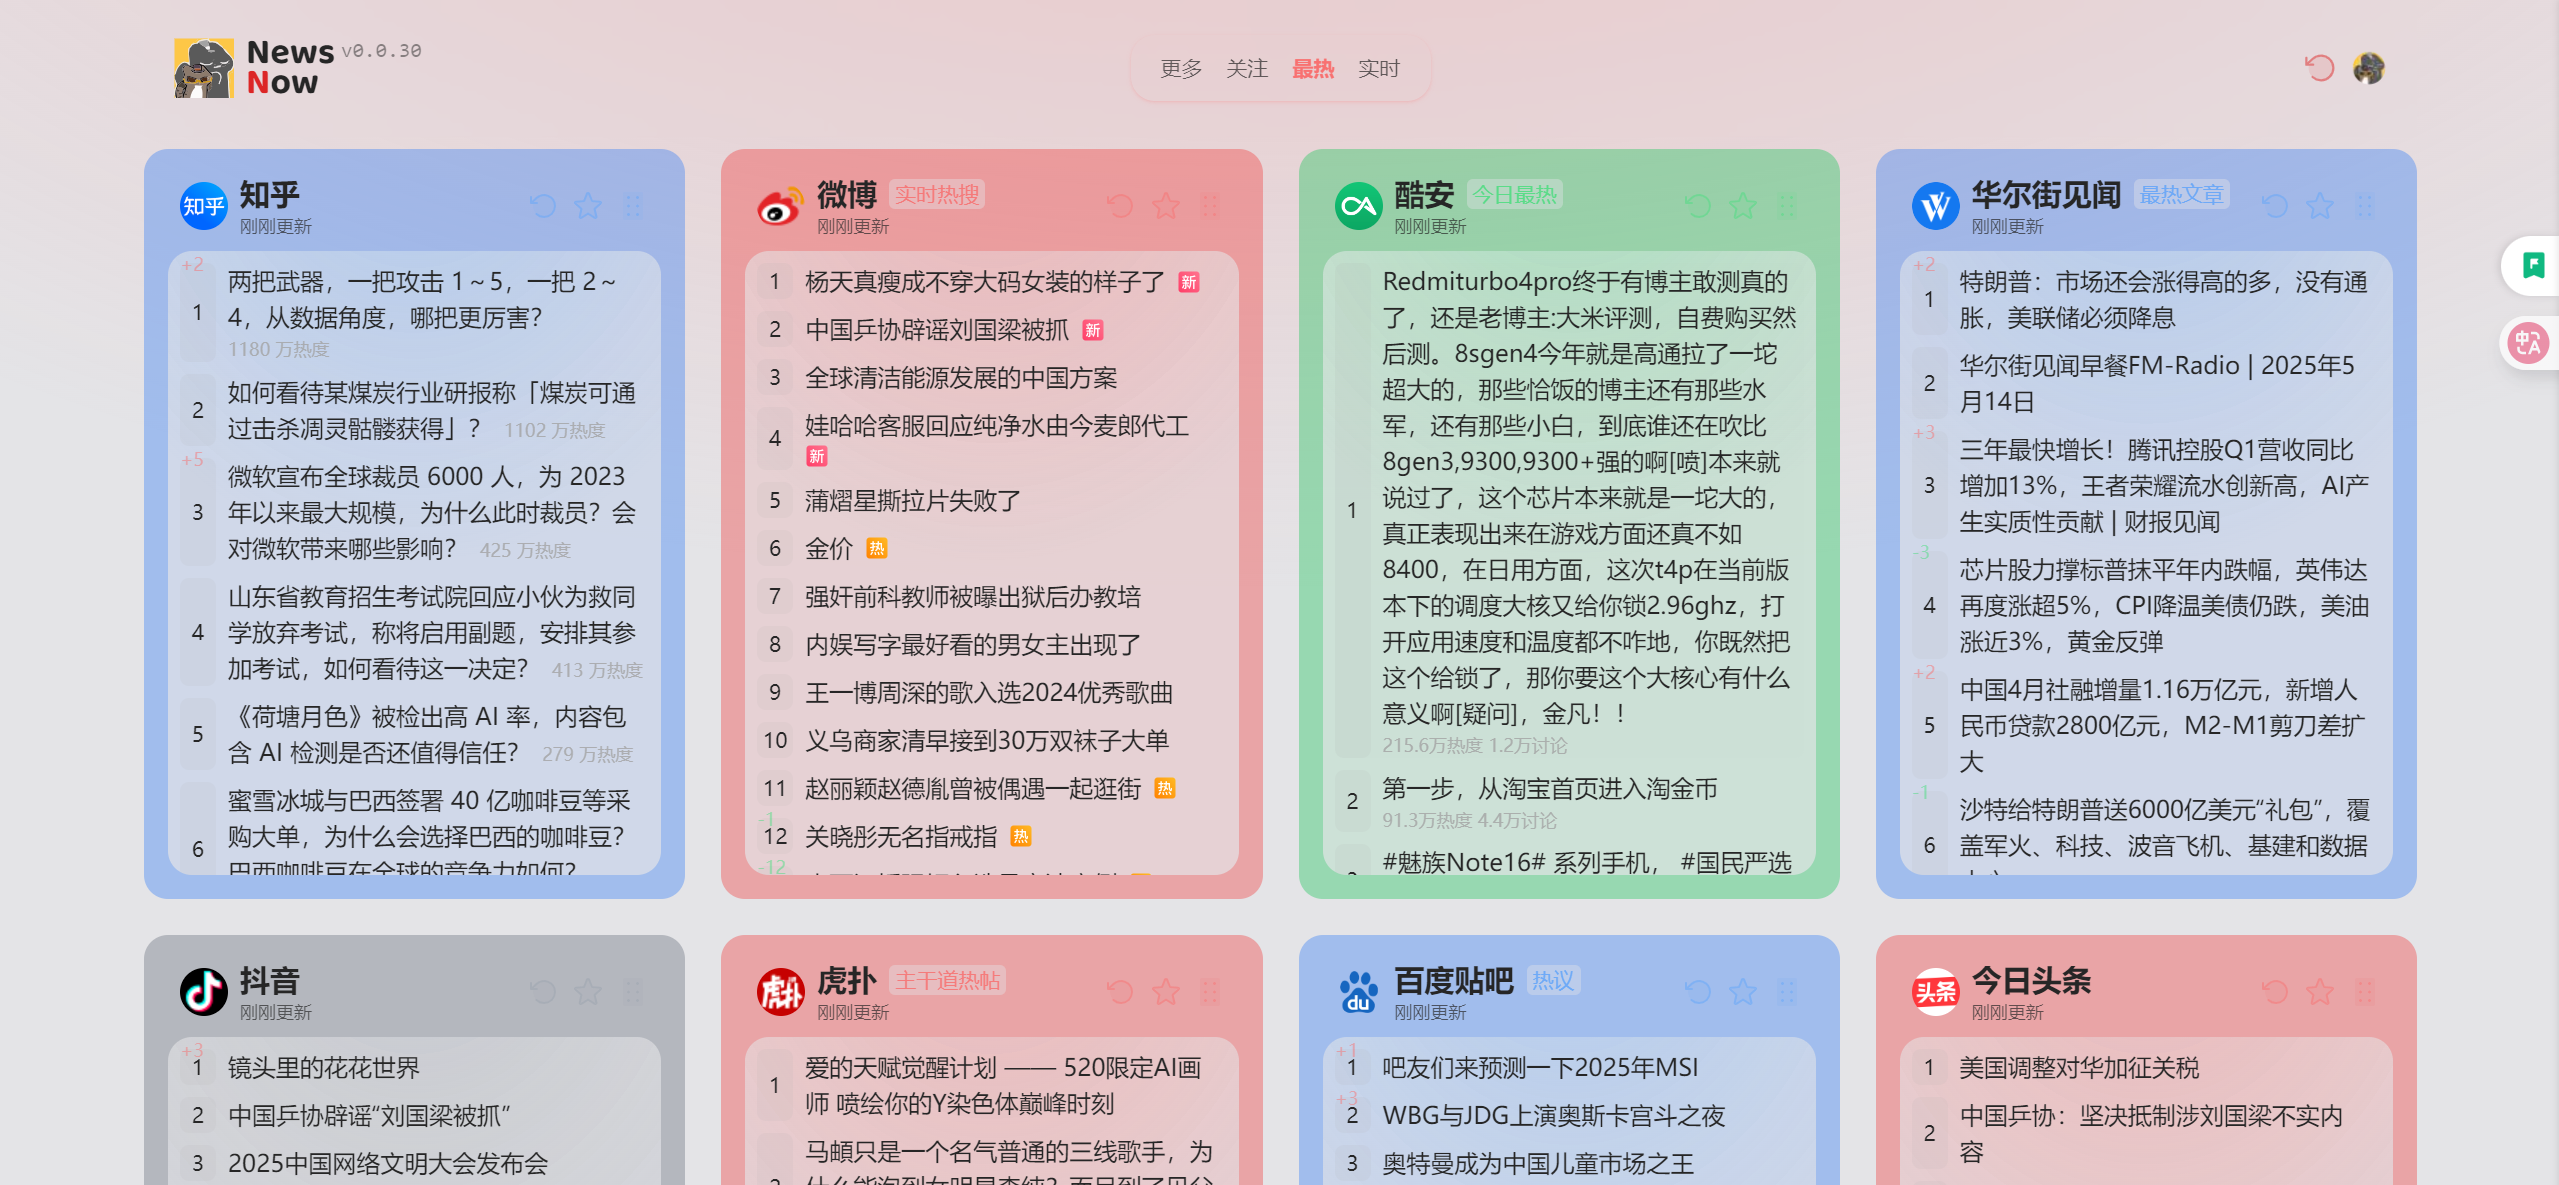 News
Now
v0.0.30
更多 关注 最热 实时
知乎
知乎
刚刚更新
+2
1
两把武器，一把攻击 1～5，一把 2～
4，从数据角度，哪把更厉害？
1180 万热度
2
如何看待某煤炭行业研报称「煤炭可通
过击杀凋灵骷髅获得」？ 1102 万热度
+5
3
微软宣布全球裁员 6000 人，为 2023
年以来最大规模，为什么此时裁员？会
对微软带来哪些影响？ 425 万热度
4
山东省教育招生考试院回应小伙为救同
学放弃考试，称将启用副题，安排其参
加考试，如何看待这一决定？ 413 万热度
5
《荷塘月色》被检出高 AI 率，内容包
含 AI 检测是否还值得信任？ 279 万热度
6
蜜雪冰城与巴西签署 40 亿咖啡豆等采
购大单，为什么会选择巴西的咖啡豆？
巴西咖啡豆在全球的竞争力如何？
微博 实时热搜
刚刚更新
1 杨天真瘦成不穿大码女装的样子了 新
2 中国乒协辟谣刘国梁被抓 新
3 全球清洁能源发展的中国方案
4 娃哈哈客服回应纯净水由今麦郎代工
新
5 蒲熠星撕拉片失败了
6 金价 热
7 强奸前科教师被曝出狱后办教培
8 内娱写字最好看的男女主出现了
9 王一博周深的歌入选2024优秀歌曲
10 义乌商家清早接到30万双袜子大单
11 赵丽颖赵德胤曾被偶遇一起逛街 热
-1
12 关晓彤无名指戒指 热
-12
酷安 今日最热
刚刚更新
1
Redmiturbo4pro终于有博主敢测真的
了，还是老博主:大米评测，自费购买然
后测。8sgen4今年就是高通拉了一坨
超大的，那些恰饭的博主还有那些水
军，还有那些小白，到底谁还在吹比
8gen3,9300,9300+强的啊[喷]本来就
说过了，这个芯片本来就是一坨大的，
真正表现出来在游戏方面还真不如
8400，在日用方面，这次t4p在当前版
本下的调度大核又给你锁2.96ghz，打
开应用速度和温度都不咋地，你既然把
这个给锁了，那你要这个大核心有什么
意义啊[疑问]，金凡！！
215.6万热度 1.2万讨论
2
第一步，从淘宝首页进入淘金币
91.3万热度 4.4万讨论
#魅族Note16# 系列手机， #国民严选
华尔街见闻 最热文章
刚刚更新
+2
1
特朗普：市场还会涨得高的多，没有通
胀，美联储必须降息
2
华尔街见闻早餐FM-Radio | 2025年5
月14日
+3
3
三年最快增长！腾讯控股Q1营收同比
增加13%，王者荣耀流水创新高，AI产
生实质性贡献 | 财报见闻
-3
4
芯片股力撑标普抹平年内跌幅，英伟达
再度涨超5%，CPI降温美债仍跌，美油
涨近3%，黄金反弹
+2
5
中国4月社融增量1.16万亿元，新增人
民币贷款2800亿元，M2-M1剪刀差扩
大
-1
6
沙特给特朗普送6000亿美元“礼包”，覆
盖军火、科技、波音飞机、基建和数据
抖音
刚刚更新
+3
1 镜头里的花花世界
2 中国乒协辟谣“刘国梁被抓”
3 2025中国网络文明大会发布会
虎扑
虎扑 主干道热帖
刚刚更新
1
爱的天赋觉醒计划 —— 520限定AI画
师 喷绘你的Y染色体巅峰时刻
马頔只是一个名气普通的三线歌手，为
du
百度贴吧 热议
刚刚更新
+1
1 吧友们来预测一下2025年MSI
+3
2 WBG与JDG上演奥斯卡宫斗之夜
3 奥特曼成为中国儿童市场之王
头条
今日头条
刚刚更新
1 美国调整对华加征关税
2
中国乒协：坚决抵制涉刘国梁不实内
容